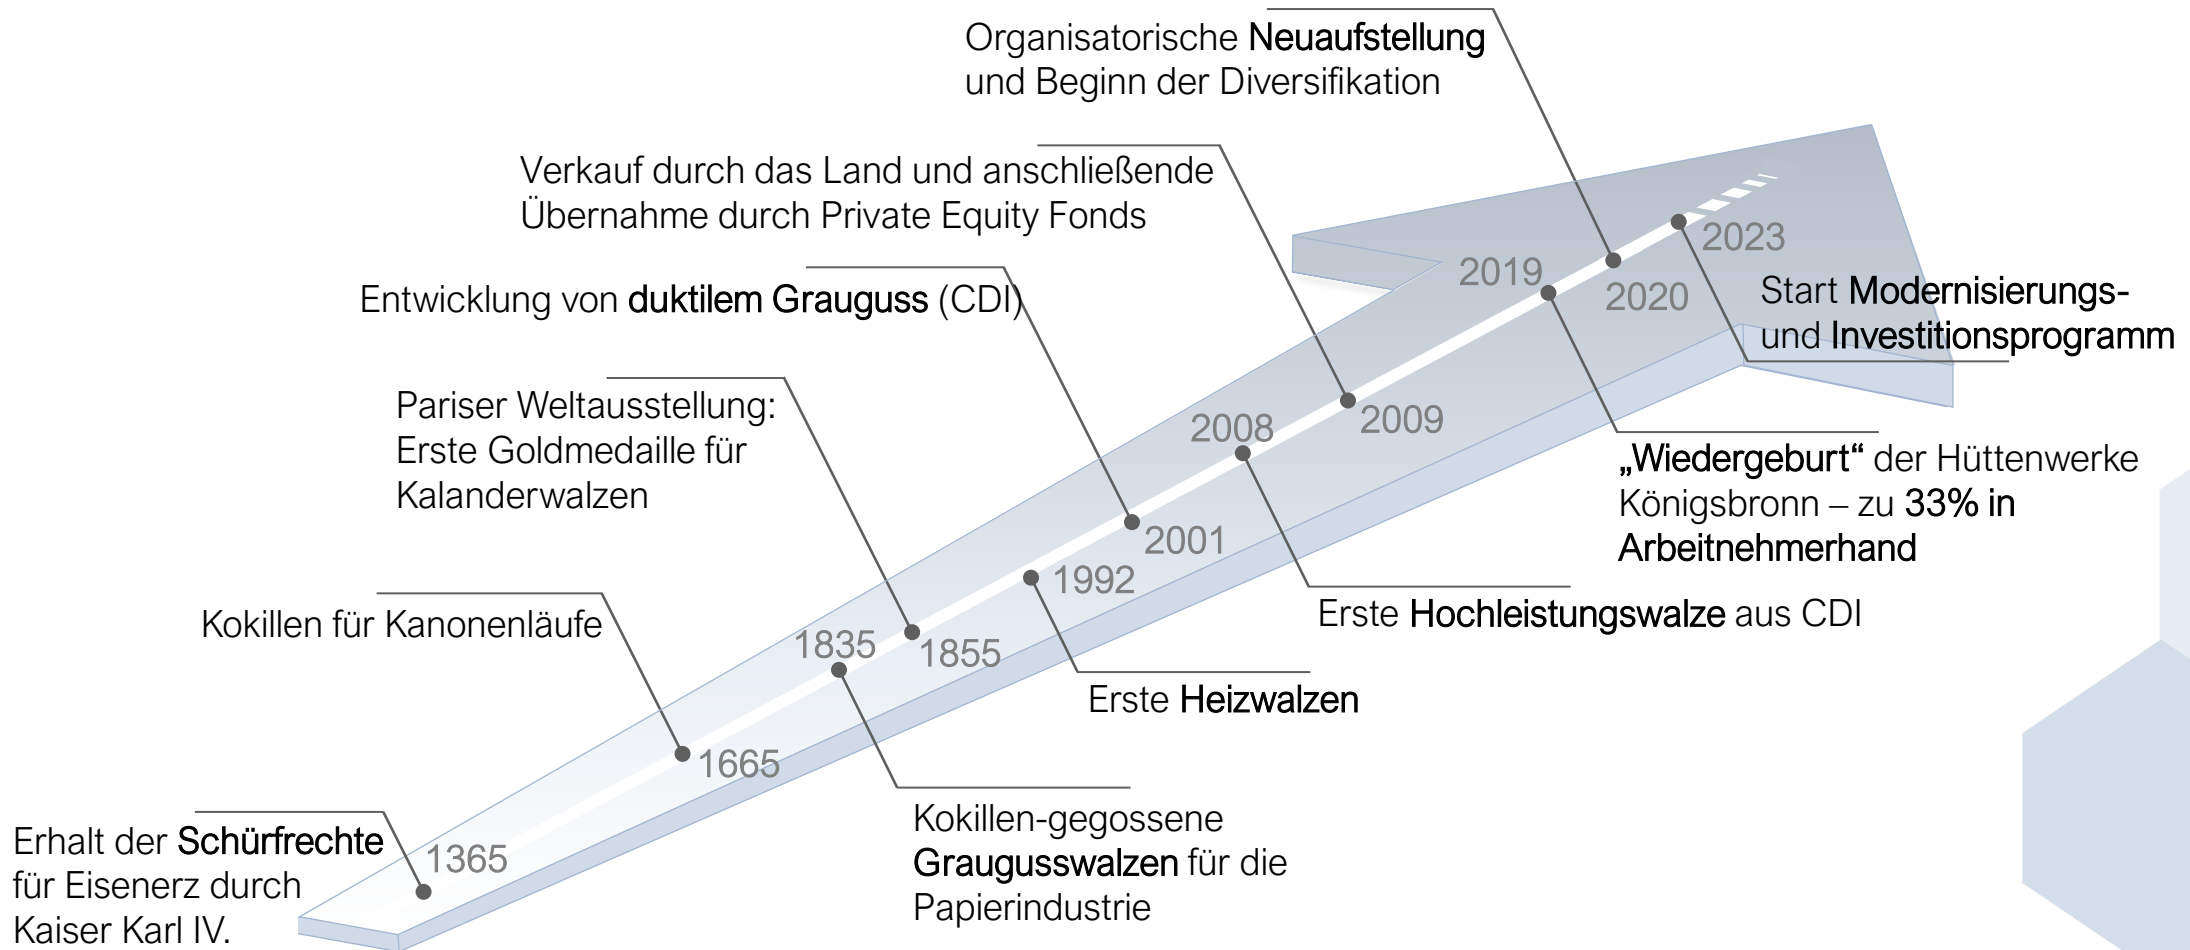 Organisatorische Neuaufstellung
und Beginn der Diversifikation
Verkauf durch das Land und anschließende
Übernahme durch Private Equity Fonds
Entwicklung von duktilem Grauguss (CDI)
Pariser Weltausstellung:
Erste Goldmedaille für
Kalanderwalzen
Kokillen für Kanonenläufe
Erhalt der Schürfrechte
für Eisenerz durch
Kaiser Karl IV.
1365
1665
1835
1855
1992
2001
2008
2009
2019
2020
2023
Start Modernisierungs-
und Investitionsprogramm
„Wiedergeburt“ der Hüttenwerke
Königsbronn – zu 33% in
Arbeitnehmerhand
Erste Hochleistungswalze aus CDI
Erste Heizwalzen
Kokillen-gegossene
Graugusswalzen für die
Papierindustrie